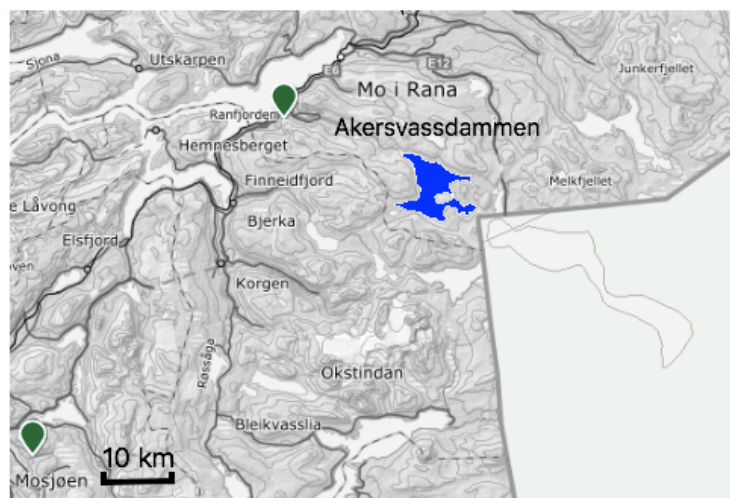 Sjona
Utskarpen
E6
E12
Junkerfjellet
Mo i Rana
Ranfjorden
Akersvassdammen
Hemnesberget
Finneidfjord
Melkfjellet
e Låvong
Bjerka
Elsfjord
oven
Korgen
Røssåga
Okstindan
Bleikvasslia
10 km
Mosjøen